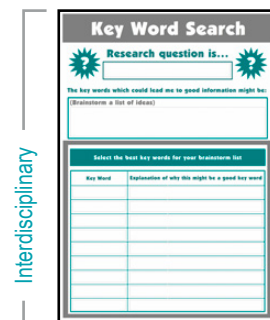 Key Word Search
Research question is...
?
?
The key words which could lead me to good information might be:
(Brainstorm a list of ideas)
Select the best key words for your brainstorm list
Key Word
Explanation of why this might be a good key word
Interdisciplinary